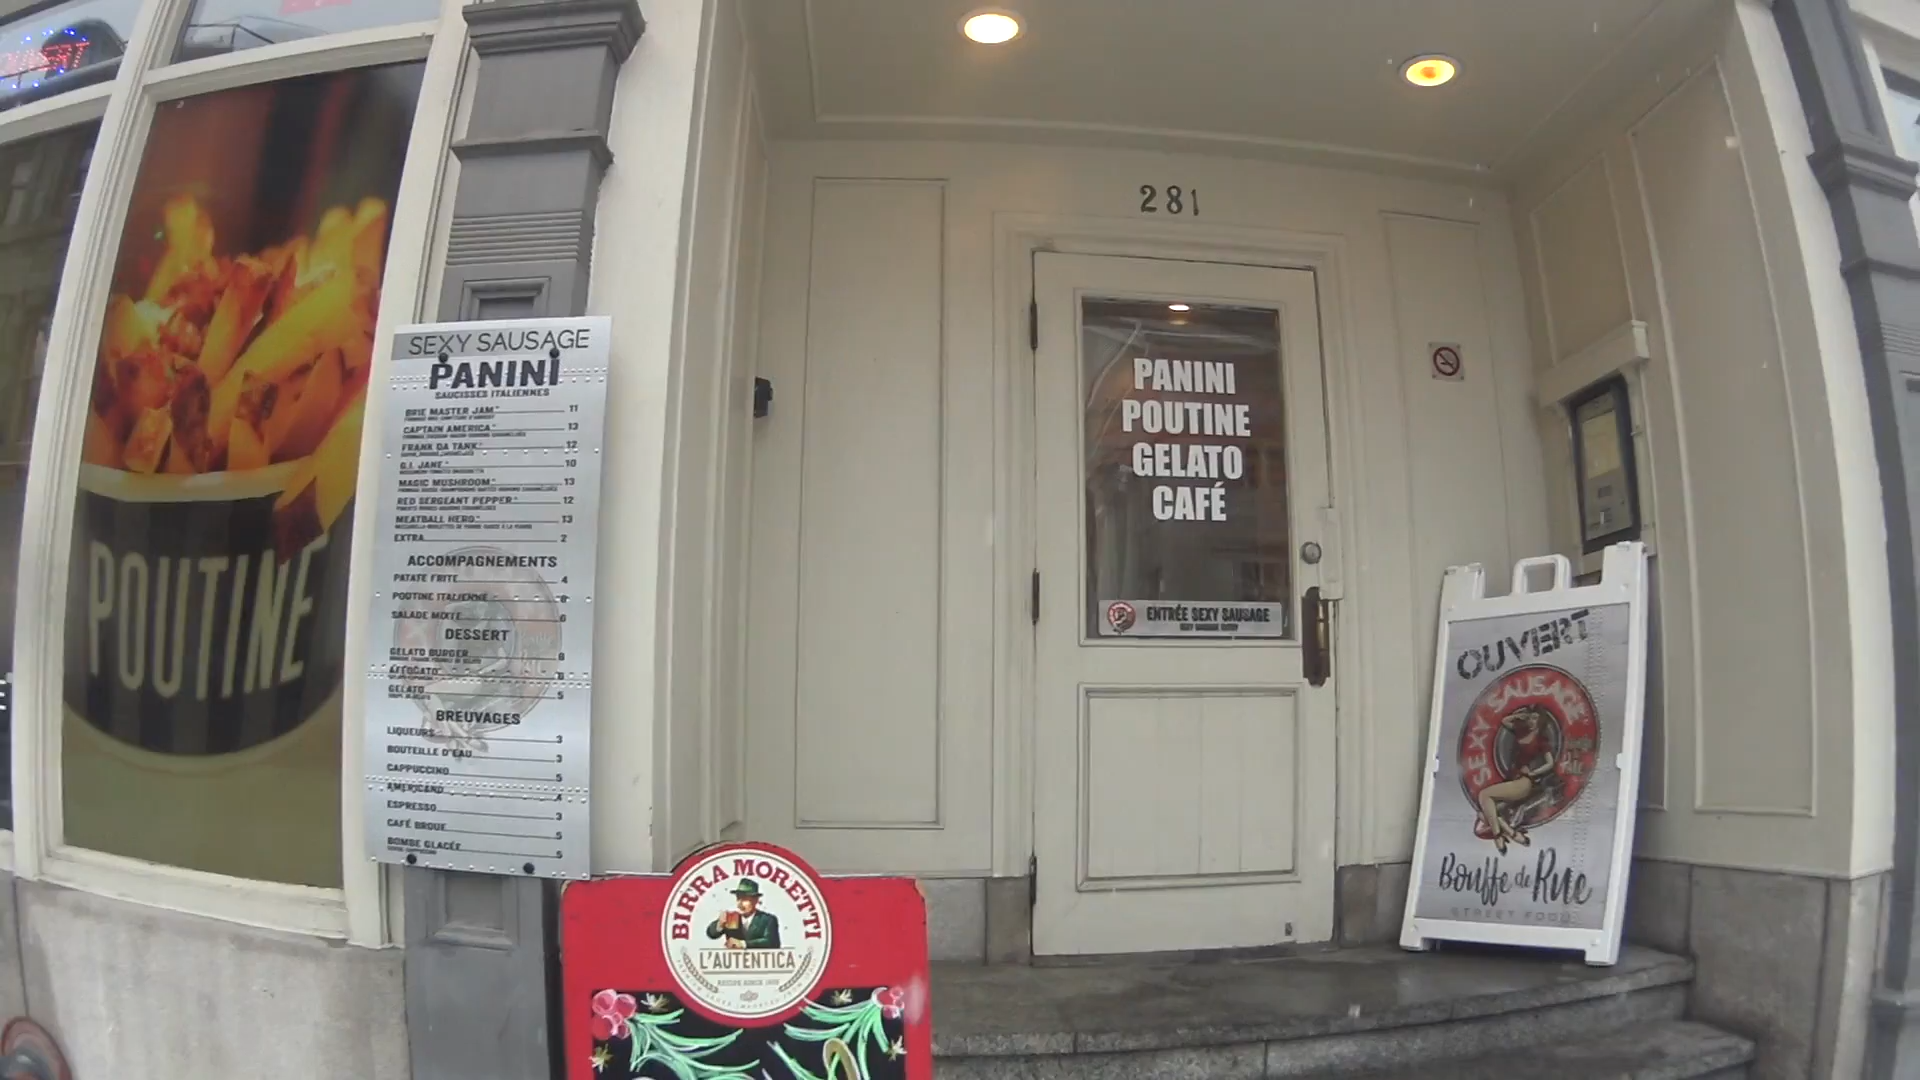 OUVERT
POUTINE
SEXY SAUSAGE
PANINI
SAUCISSES ITALIENNES
BRIE MASTER JAM 11
CAPTAIN AMERICA 13
FRANK DA TANK 12
G.I. JANE 10
MAGIC MUSHROOM 13
RED SERGEANT PEPPER 12
MEATBALL HERO 13
EXTRA 2
ACCOMPAGNEMENTS
PATATE FRITE 4
POUTINE ITALIENNE
SALADE MIXTE 6
DESSERT
GELATO BURGER
AFFOGATO
GELATO 5
BREUVAGES
LIQUEURS 3
BOUTEILLE D'EAU 3
CAPPUCCINO 5
AMERICANO 4
ESPRESSO 3
CAFÉ BROUE 5
BOMBE GLACÉE 5
BIRRA MORETTI
L'AUTENTICA
281
PANINI
POUTINE
GELATO
CAFÉ
ENTRÉE SEXY SAUSAGE
OUVERT
SEXY SAUSAGE
Bouffe de Rue
STREET FOOD